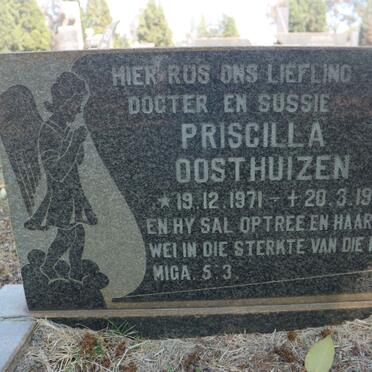 HIER RUS ONS LIEFLING
DOGTER EN SUSSIE
PRISCILLA
OOSTHUIZEN
* 19.12.1971 - + 20.3.19
EN HY SAL OPTREE EN HAAR
WEI IN DIE STERKTE VAN DIE
MIGA 5:3.